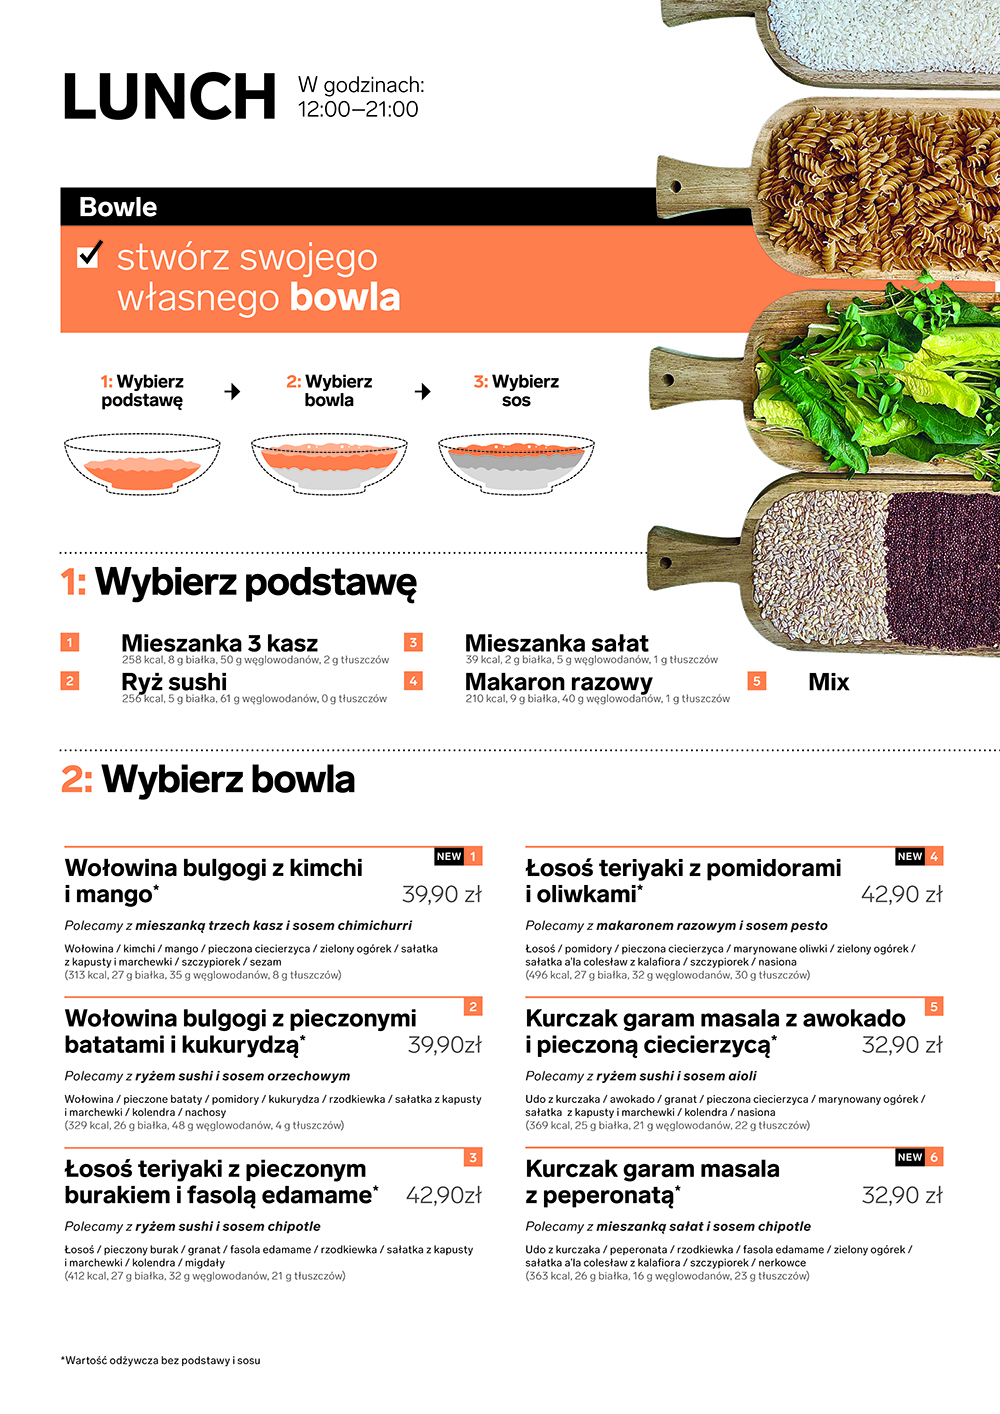 LUNCH
W godzinach:
12:00–21:00
Bowle
stwórz swojego
własnego bowla
1: Wybierz
podstawę
2: Wybierz
bowla
3: Wybierz
sos
1: Wybierz podstawę
1 Mieszanka 3 kasz
258 kcal, 8 g białka, 50 g węglowodanów, 2 g tłuszczów
2 Ryż sushi
256 kcal, 5 g białka, 61 g węglowodanów, 0 g tłuszczów
3 Mieszanka sałat
39 kcal, 2 g białka, 5 g węglowodanów, 1 g tłuszczów
4 Makaron razowy
210 kcal, 9 g białka, 40 g węglowodanów, 1 g tłuszczów
5 Mix
2: Wybierz bowla
NEW 1
Wołowina bulgogi z kimchi
i mango* 39,90 zł
Polecamy z mieszanką trzech kasz i sosem chimichurri
Wołowina / kimchi / mango / pieczona ciecierzyca / zielony ogórek / sałatka
z kapusty i marchewki / szczypiorek / sezam
(313 kcal, 27 g białka, 35 g węglowodanów, 8 g tłuszczów)
2
Wołowina bulgogi z pieczonymi
batatami i kukurydzą* 39,90zł
Polecamy z ryżem sushi i sosem orzechowym
Wołowina / pieczone bataty / pomidory / kukurydza / rzodkiewka / sałatka z kapusty
i marchewki / kolendra / nachosy
(329 kcal, 26 g białka, 48 g węglowodanów, 4 g tłuszczów)
3
Łosoś teriyaki z pieczonym
burakiem i fasolą edamame* 42,90zł
Polecamy z ryżem sushi i sosem chipotle
Łosoś / pieczony burak / granat / fasola edamame / rzodkiewka / sałatka z kapusty
i marchewki / kolendra / migdały
(412 kcal, 27 g białka, 32 g węglowodanów, 21 g tłuszczów)
NEW 4
Łosoś teriyaki z pomidorami
i oliwkami* 42,90 zł
Polecamy z makaronem razowym i sosem pesto
Łosoś / pomidory / pieczona ciecierzyca / marynowane oliwki / zielony ogórek /
sałatka a'la colesław z kalafiora / szczypiorek / nasiona
(496 kcal, 27 g białka, 32 g węglowodanów, 30 g tłuszczów)
5
Kurczak garam masala z awokado
i pieczoną ciecierzycą* 32,90 zł
Polecamy z ryżem sushi i sosem aioli
Udo z kurczaka / awokado / granat / pieczona ciecierzyca / marynowany ogórek /
sałatka z kapusty i marchewki / kolendra / nasiona
(369 kcal, 25 g białka, 21 g węglowodanów, 22 g tłuszczów)
NEW 6
Kurczak garam masala
z peperonatą* 32,90 zł
Polecamy z mieszanką sałat i sosem chipotle
Udo z kurczaka / peperonata / rzodkiewka / fasola edamame / zielony ogórek /
sałatka a'la colesław z kalafiora / szczypiorek / nerkowce
(363 kcal, 26 g białka, 16 g węglowodanów, 23 g tłuszczów)
*Wartość odżywcza bez podstawy i sosu